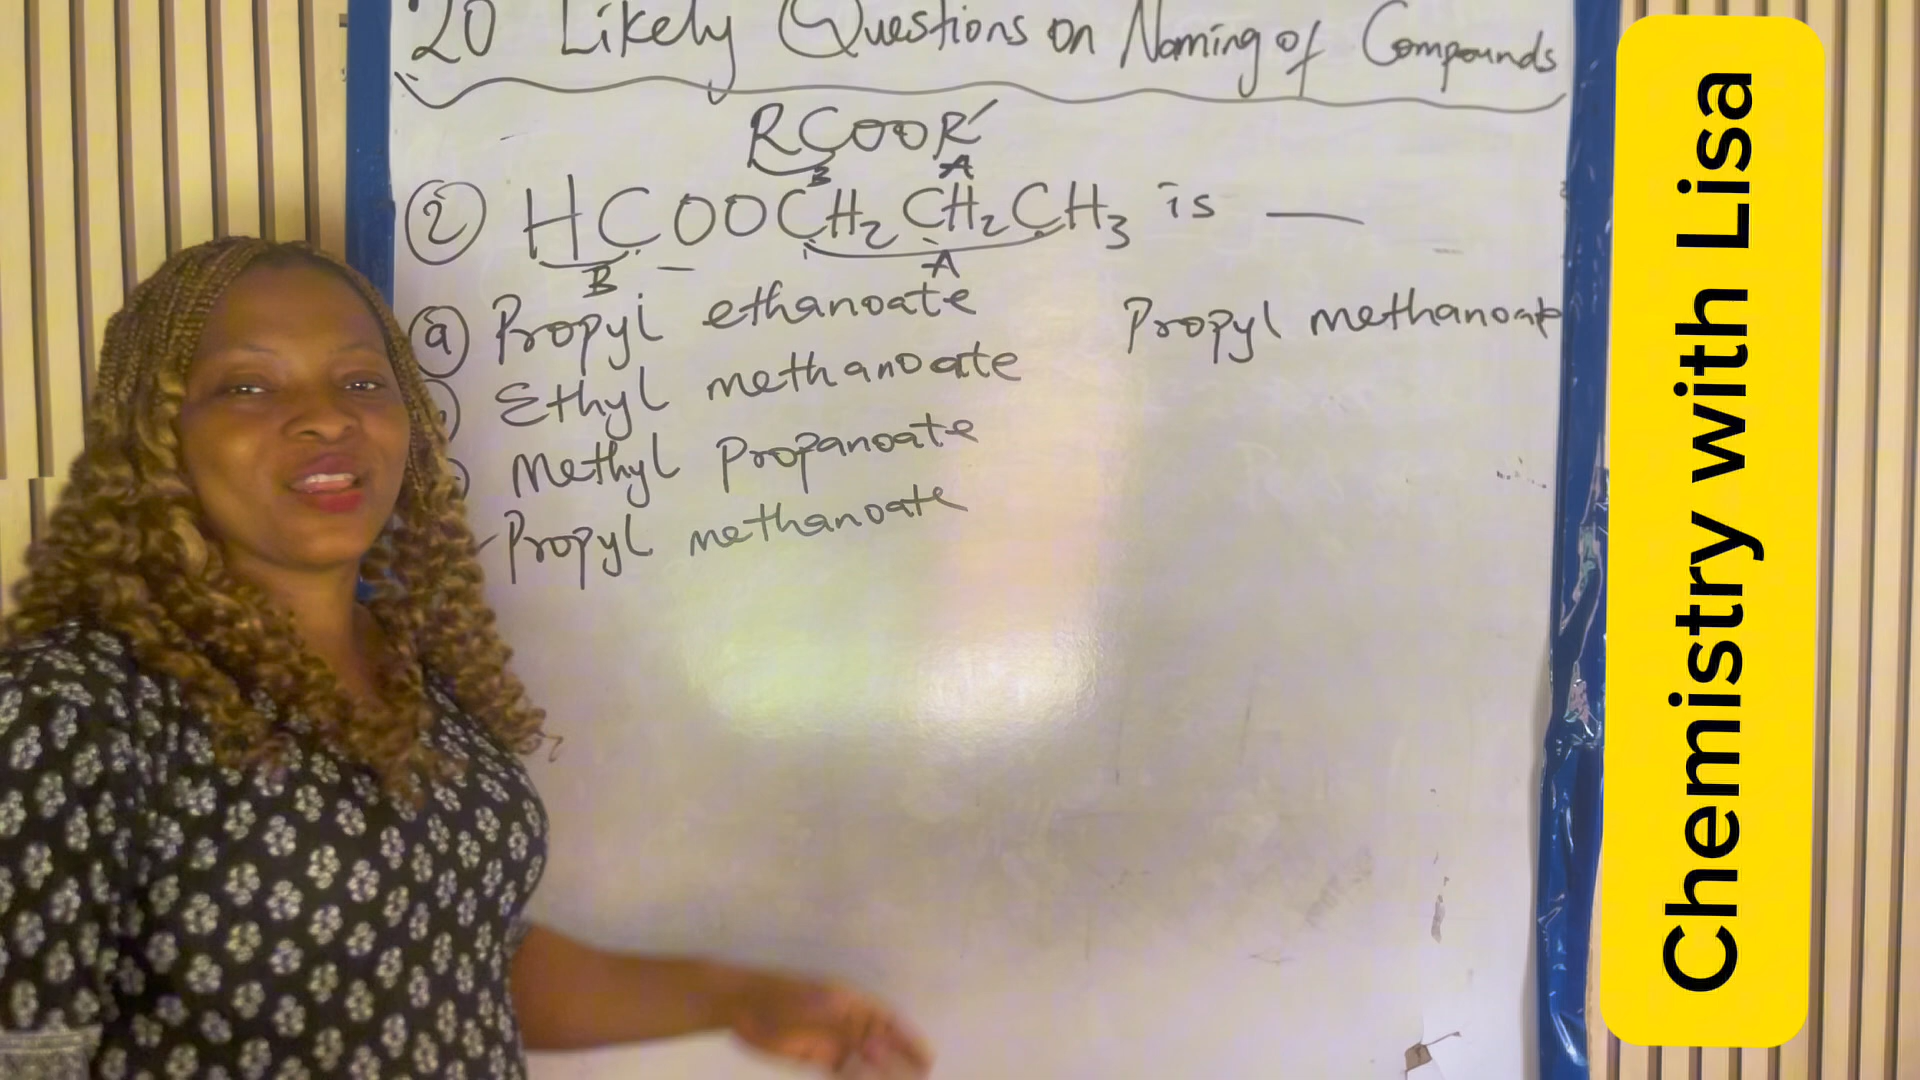 20 Likely Questions on Naming of Compounds
RCOOR'
B A
2 HCOOCH2CH2CH3 is ___
B A
a Propyl ethanoate
Propyl methanoate
Ethyl methanoate
Methyl Propanoate
Propyl methanoate
Chemistry with Lisa